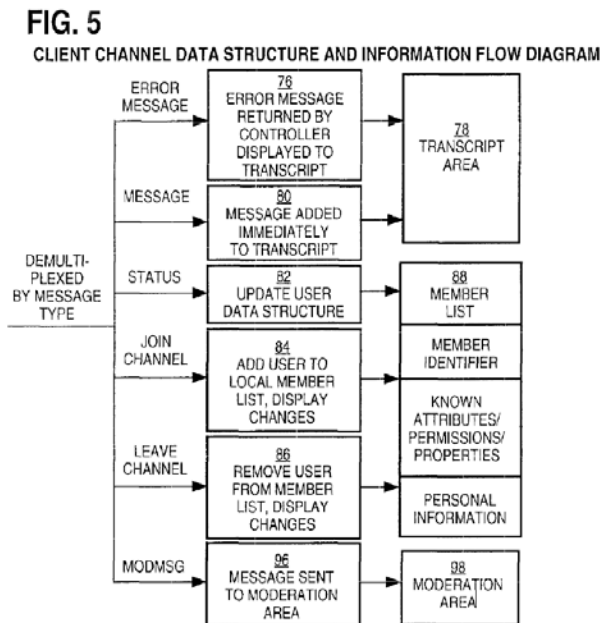 FIG. 5
CLIENT CHANNEL DATA STRUCTURE AND INFORMATION FLOW DIAGRAM
DEMULTI-
PLEXED
BY MESSAGE
TYPE
ERROR
MESSAGE
76
ERROR MESSAGE
RETURNED BY
CONTROLLER
DISPLAYED TO
TRANSCRIPT
78
TRANSCRIPT
AREA
MESSAGE
80
MESSAGE ADDED
IMMEDIATELY
TO TRANSCRIPT
STATUS
82
UPDATE USER
DATA STRUCTURE
88
MEMBER
LIST
JOIN
CHANNEL
84
ADD USER TO
LOCAL MEMBER
LIST, DISPLAY
CHANGES
MEMBER
IDENTIFIER
KNOWN
ATTRIBUTES/
PERMISSIONS/
PROPERTIES
LEAVE
CHANNEL
86
REMOVE USER
FROM MEMBER
LIST, DISPLAY
CHANGES
PERSONAL
INFORMATION
MODMSG
96
MESSAGE SENT
TO MODERATION
AREA
98
MODERATION
AREA